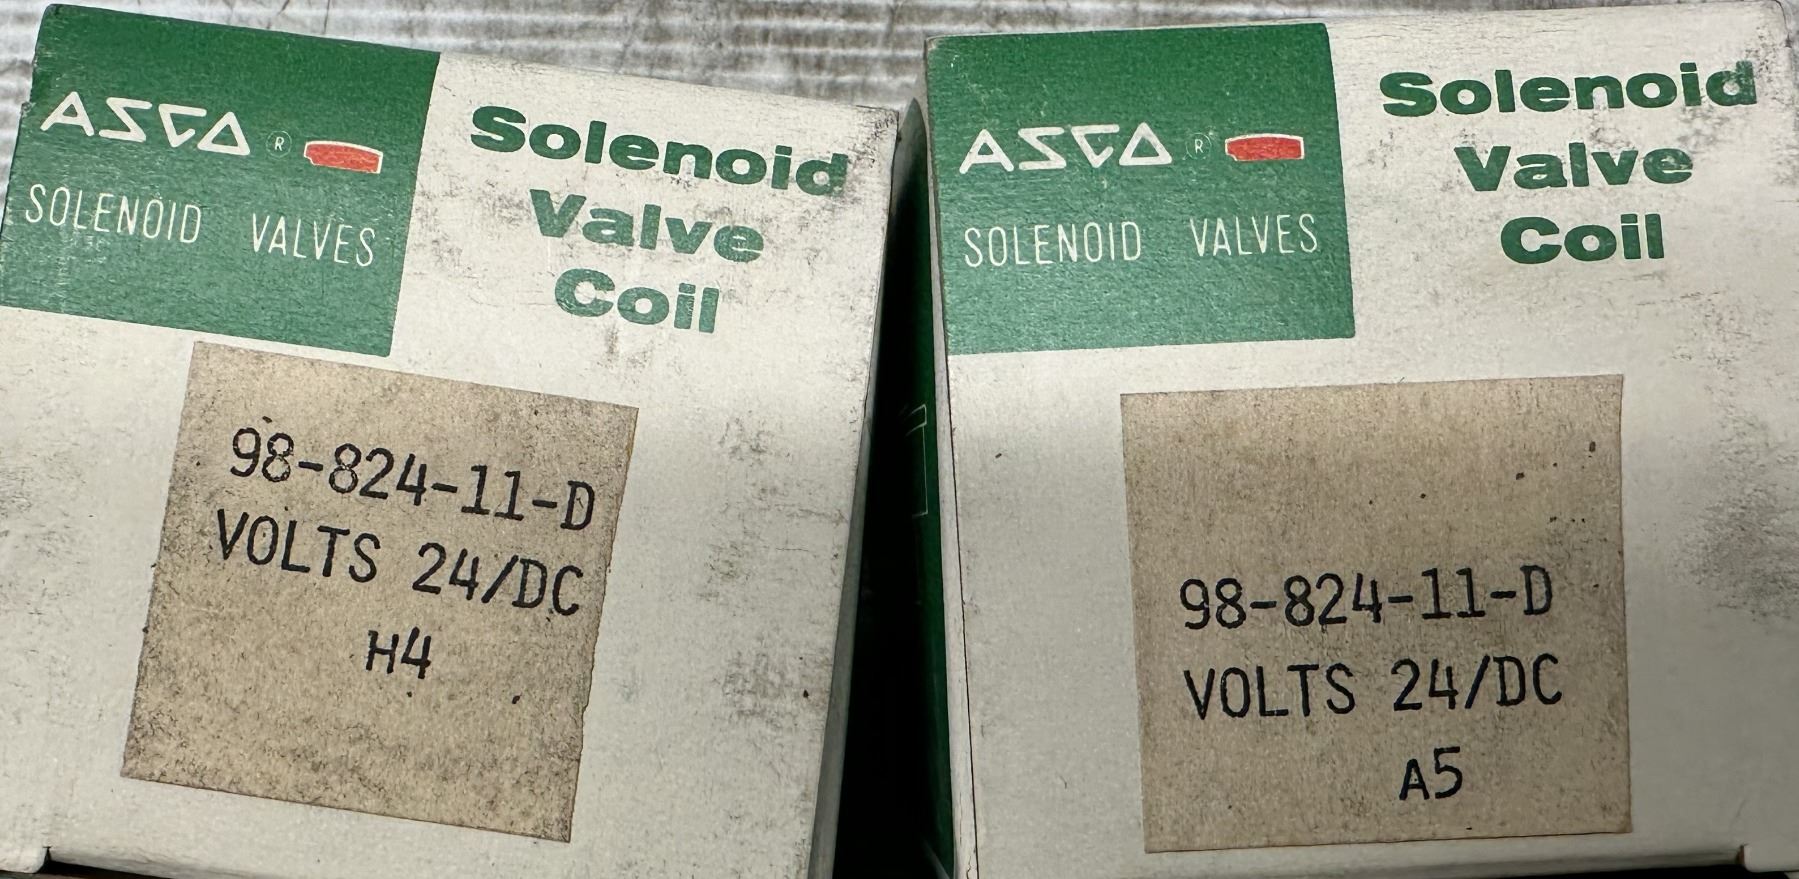 ASCO ®
SOLENOID VALVES
Solenoid
Valve
Coil
98-824-11-D
VOLTS 24/DC
H4
ASCO ®
SOLENOID VALVES
Solenoid
Valve
Coil
98-824-11-D
VOLTS 24/DC
A5